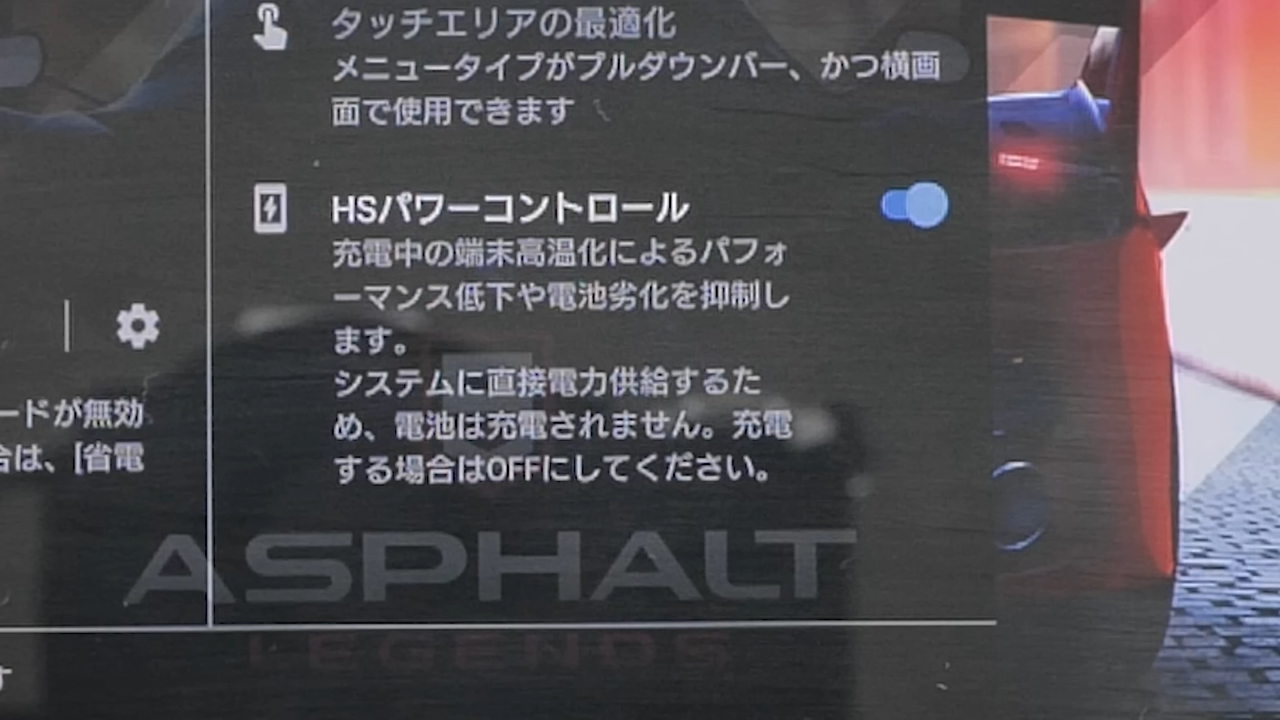 タッチエリアの最適化
メニュータイプがプルダウンバー、かつ横画
面で使用できます
HSパワーコントロール
充電中の端末高温化によるパフォ
ーマンス低下や電池劣化を抑制し
ます。
システムに直接電力供給するた
め、電池は充電されません。充電
する場合はOFFにしてください。
ードが無効
合は、[省電
ASPHALT
LEGENDS
す